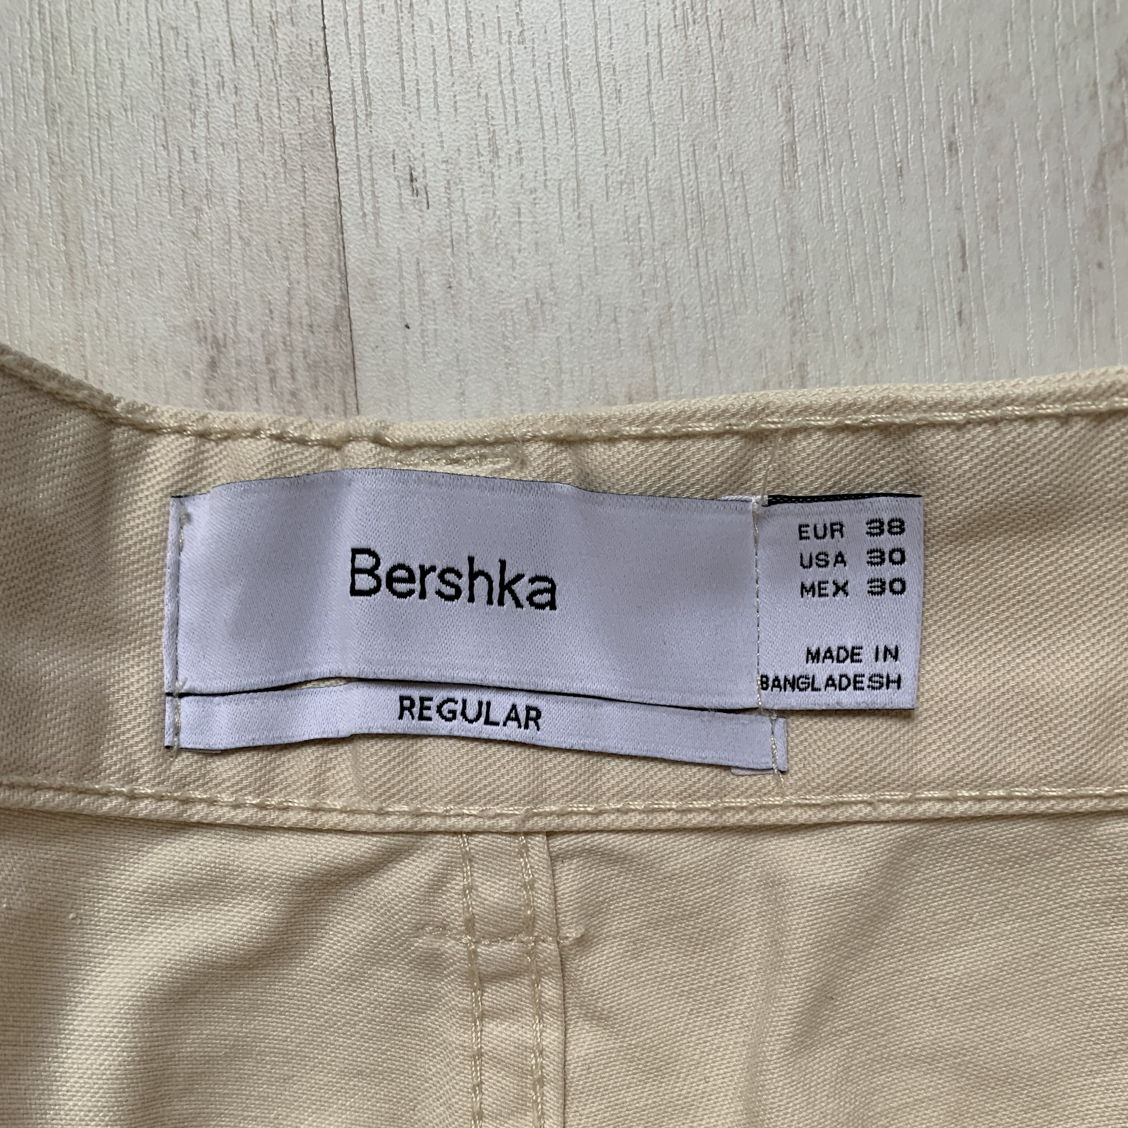 Bershka
REGULAR
EUR 38
USA 30
MEX 30
MADE IN
BANGLADESH